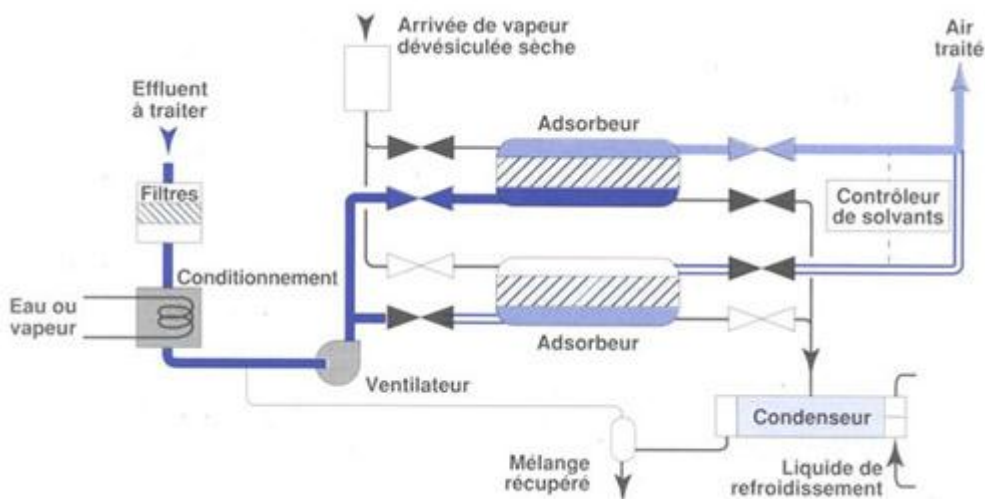 Arrivée de vapeur
dévésiculée sèche
Air
traité
Effluent
à traiter
Adsorbeur
Filtres
Contrôleur
de solvants
Conditionnement
Eau ou
vapeur
Adsorbeur
Ventilateur
Condenseur
Mélange
récupéré
Liquide de
refroidissement